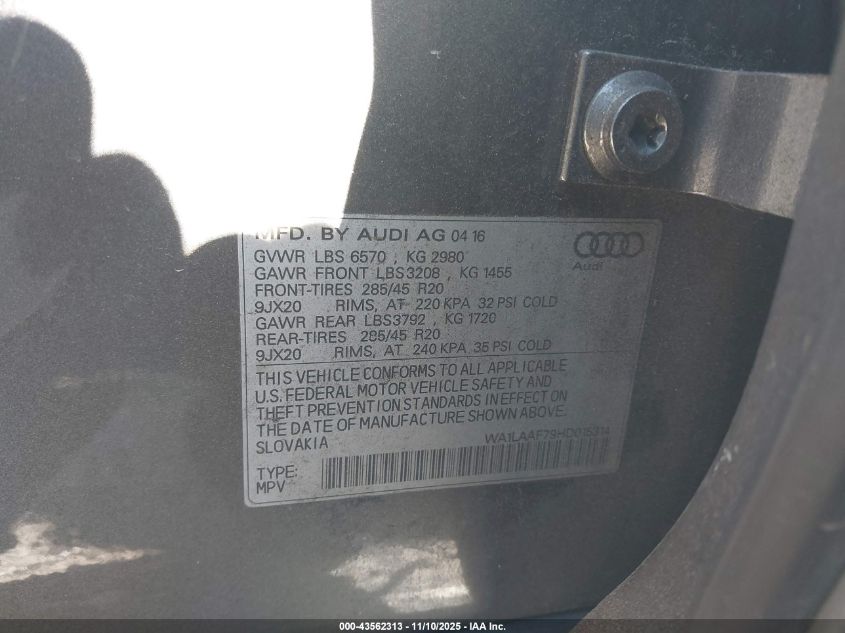 MFD. BY AUDI AG 04 16
GVWR LBS 6570 , KG 2980
GAWR FRONT LBS3208 , KG 1455
FRONT-TIRES 285/45 R20
9JX20 RIMS, AT 220 KPA 32 PSI COLD
GAWR REAR LBS3792 , KG 1720
REAR-TIRES 285/45 R20
9JX20 RIMS, AT 240 KPA 35 PSI COLD
Audi
THIS VEHICLE CONFORMS TO ALL APPLICABLE
U.S. FEDERAL MOTOR VEHICLE SAFETY AND
THEFT PREVENTION STANDARDS IN EFFECT ON
THE DATE OF MANUFACTURE SHOWN ABOVE.
SLOVAKIA WA1LAAF79HD015314
TYPE:
MPV
000-43562313 - 11/10/2025 - IAA Inc.